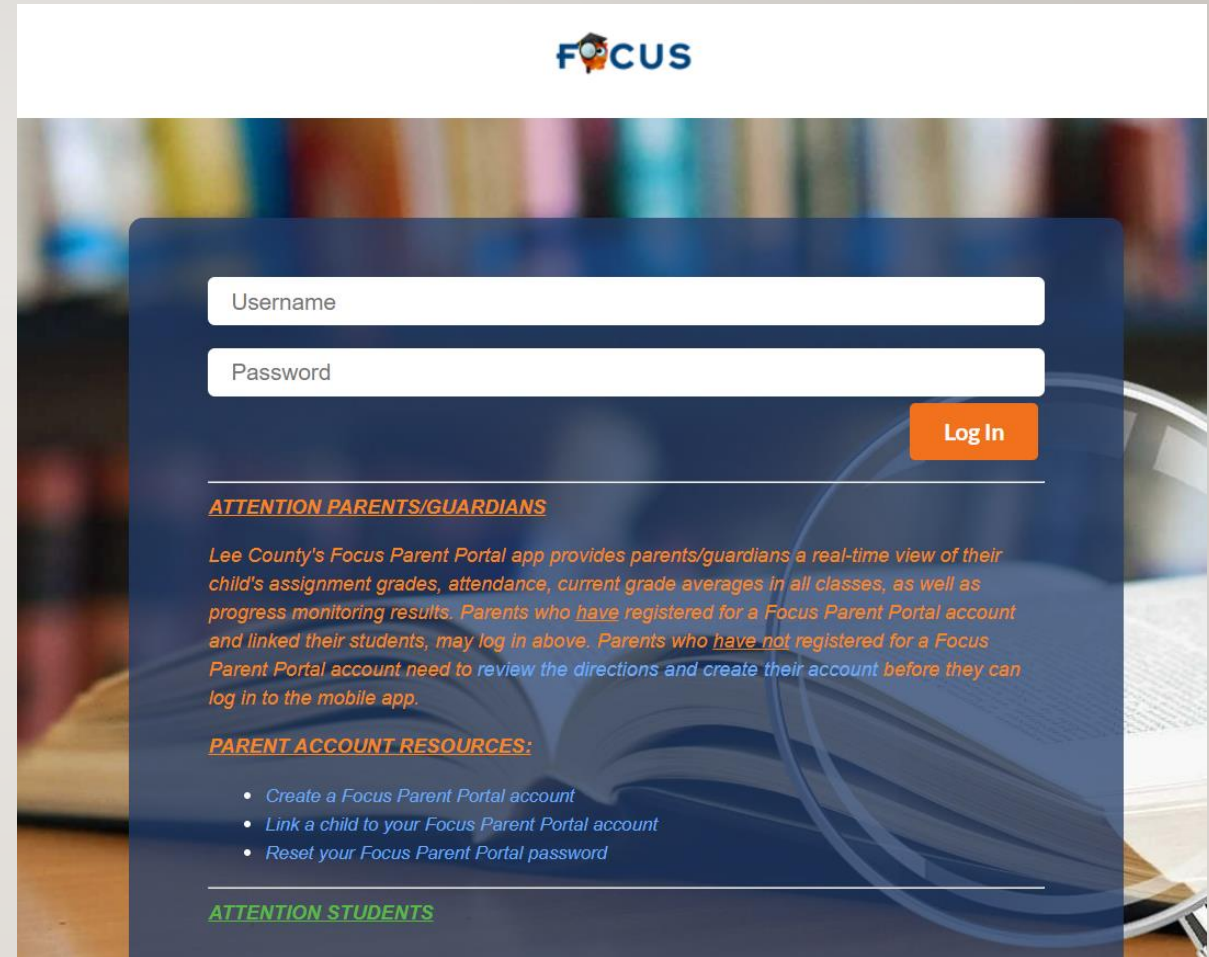 FOCUS
Username
Password
Log In
ATTENTION PARENTS/GUARDIANS
Lee County's Focus Parent Portal app provides parents/guardians a real-time view of their
child's assignment grades, attendance, current grade averages in all classes, as well as
progress monitoring results. Parents who have registered for a Focus Parent Portal account
and linked their students, may log in above. Parents who have not registered for a Focus
Parent Portal account need to review the directions and create their account before they can
log in to the mobile app.
PARENT ACCOUNT RESOURCES:
• Create a Focus Parent Portal account
• Link a child to your Focus Parent Portal account
• Reset your Focus Parent Portal password
ATTENTION STUDENTS